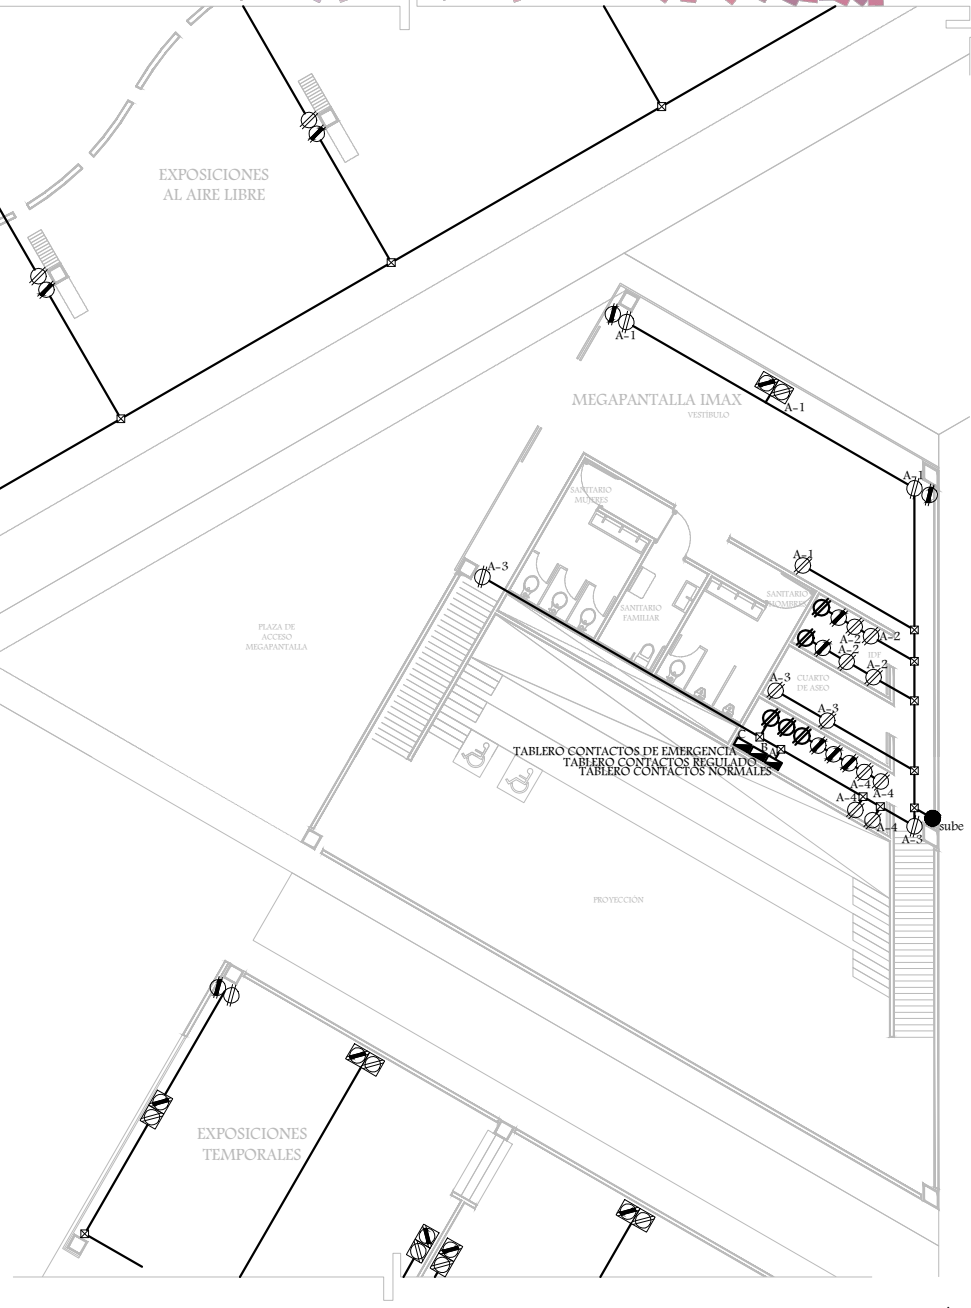 EXPOSICIONES
AL AIRE LIBRE
A-1
MEGAPANTALLA IMAX
VESTÍBULO
A-1
A-1
SANITARIO
MUJERES
A-1
A-3
SANITARIO
HOMBRES
SANITARIO
FAMILIAR
PLAZA DE
ACCESO
MEGAPANTALLA
A-2
A-2
A-2
A-2
IDF
A-3
CUARTO
DE ASEO
A-3
C
B
A
TABLERO CONTACTOS DE EMERGENCIA
TABLERO CONTACTOS REGULADO
TABLERO CONTACTOS NORMALES
A-4
A-4
A-4
A-4
A-3
sube
PROYECCIÓN
EXPOSICIONES
TEMPORALES